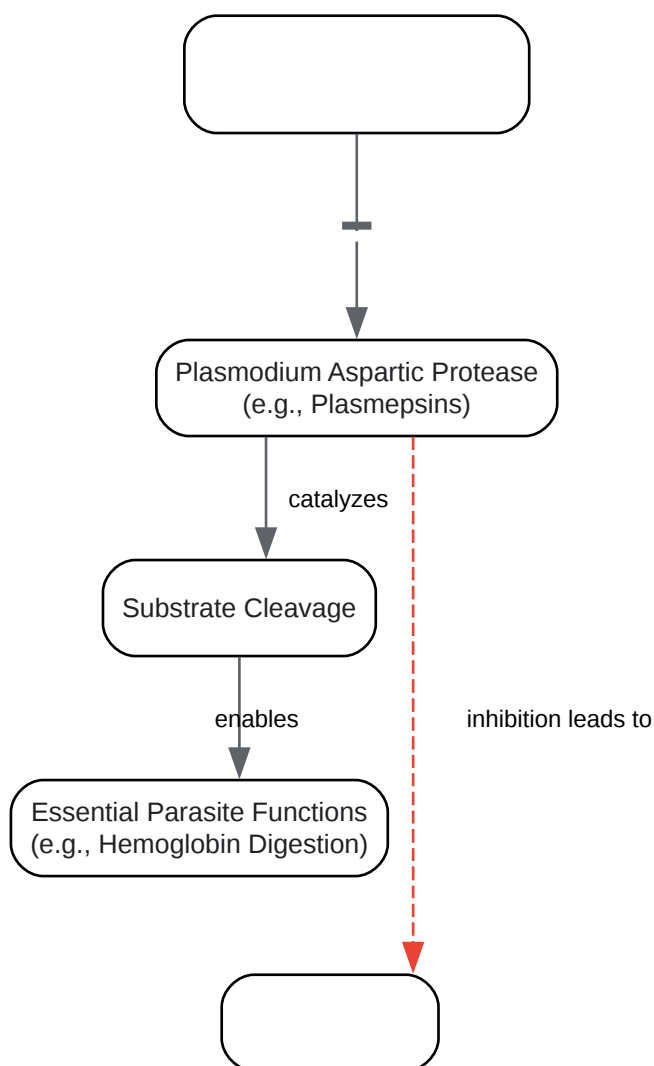 Plasmodium Aspartic Protease
(e.g., Plasmepsins)
catalyzes
Substrate Cleavage
enables
inhibition leads to
Essential Parasite Functions
(e.g., Hemoglobin Digestion)